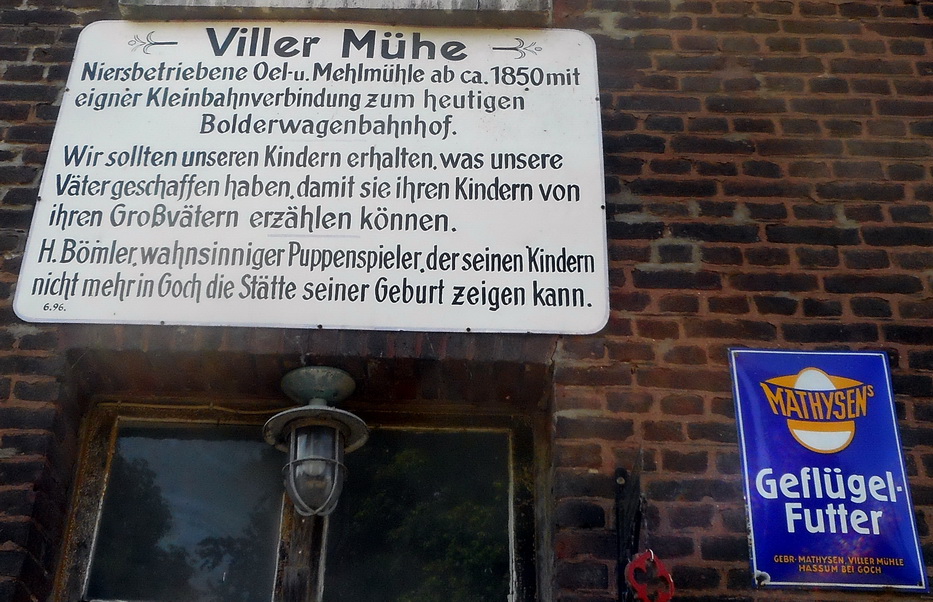 Viller Mühe
Niersbetriebene Oel-u. Mehlmühle ab ca. 1850 mit
eigner Kleinbahnverbindung zum heutigen
Bolderwagenbahnhof.
Wir sollten unseren Kindern erhalten, was unsere
Väter geschaffen haben, damit sie ihren Kindern von
ihren Großvätern erzählen können.
H. Bömler, wahnsinniger Puppenspieler, der seinen Kindern
nicht mehr in Goch die Stätte seiner Geburt zeigen kann.
6.96.
MATHYSENS
Geflügel-
Futter
GEBR. MATHYSEN, VILLER MÜHLE
HASSUM BEI GOCH